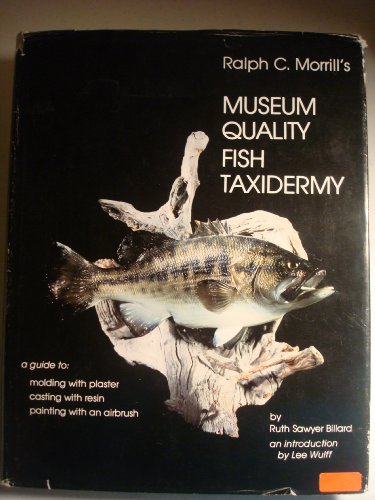 Ralph C. Morrill's
MUSEUM
QUALITY
FISH
TAXIDERMY
a guide to:
molding with plaster
casting with resin
painting with an airbrush
by
Ruth Sawyer Billard
an introduction
by Lee Wulff